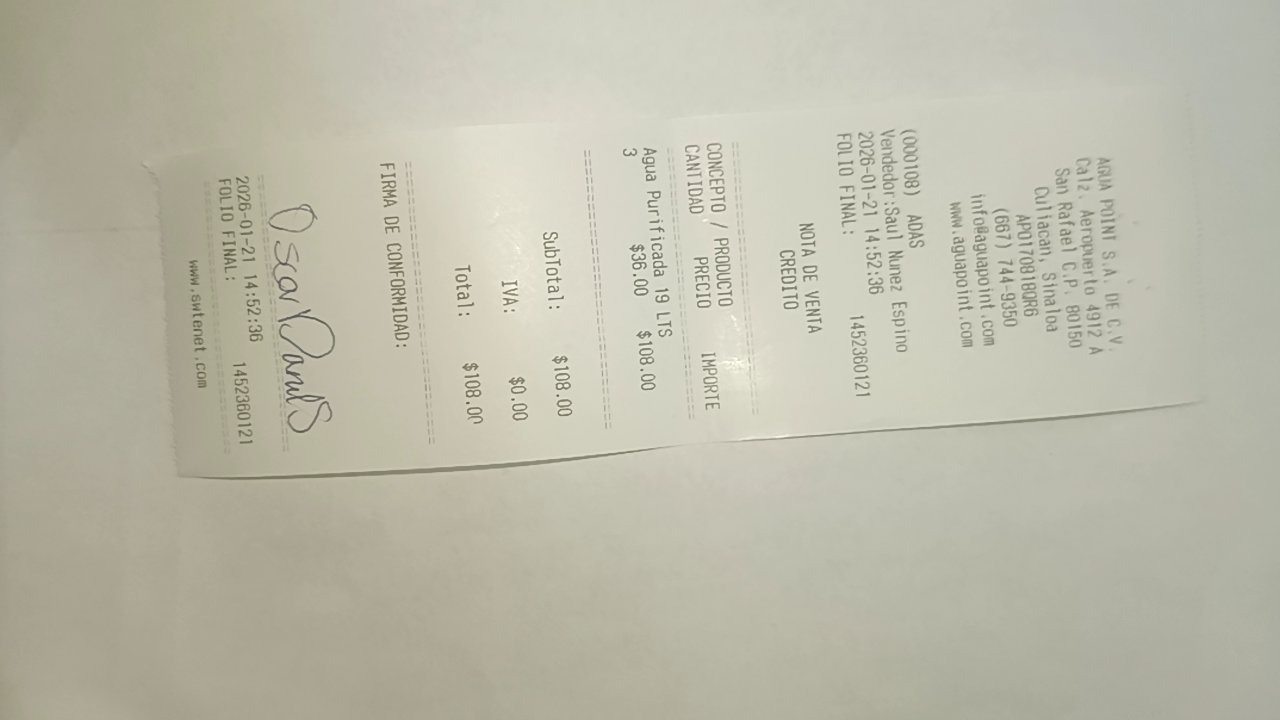 AGUA POINT S.A. DE C.V.
Calz. Aeropuerto 4912 A
San Rafael C.P. 80150
Culiacan, Sinaloa
APO170818QR6
(667) 744-9350
info@aguapoint.com
www.aguapoint.com
(000108) ADAS
Vendedor:Saul Nunez Espino
2026-01-21 14:52:36
FOLIO FINAL: 1452360121
NOTA DE VENTA
CREDITO
CONCEPTO / PRODUCTO
CANTIDAD PRECIO IMPORTE
Agua Purificada 19 LTS
3 $36.00 $108.00
SubTotal: $108.00
IVA: $0.00
Total: $108.00
FIRMA DE CONFORMIDAD:
Oscar
2026-01-21 14:52:36
FOLIO FINAL: 1452360121
www.swtenet.com